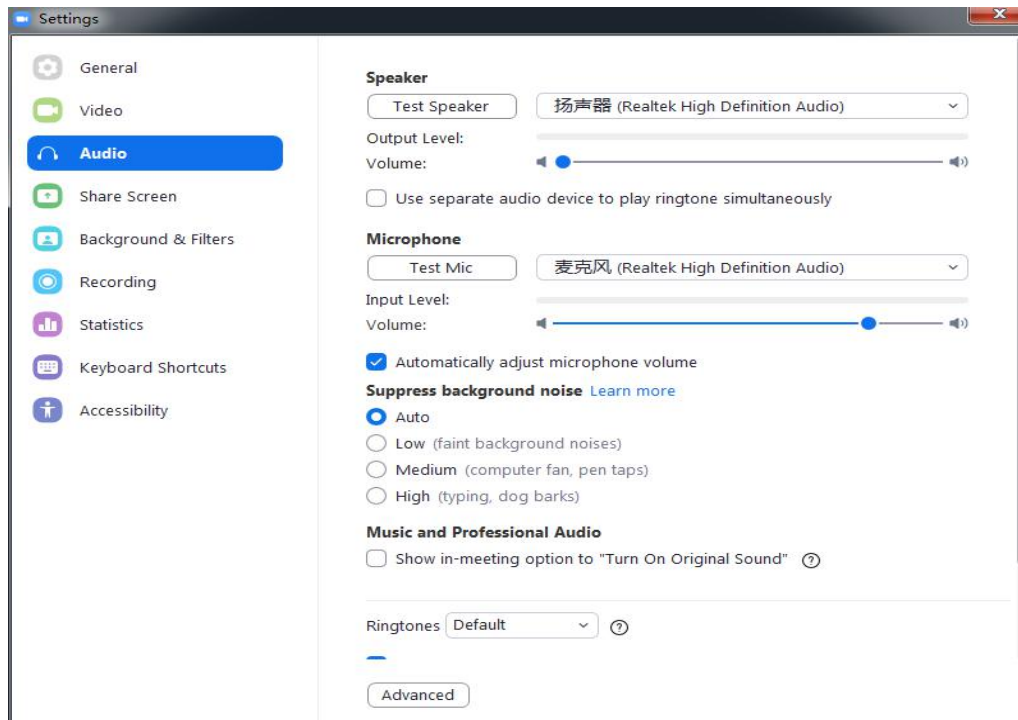 Settings
General
Video
Audio
Share Screen
Background & Filters
Recording
Statistics
Keyboard Shortcuts
Accessibility
Speaker
Test Speaker
扬声器 (Realtek High Definition Audio)
Output Level:
Volume:
Use separate audio device to play ringtone simultaneously
Microphone
Test Mic
麦克风 (Realtek High Definition Audio)
Input Level:
Volume:
Automatically adjust microphone volume
Suppress background noise Learn more
Auto
Low (faint background noises)
Medium (computer fan, pen taps)
High (typing, dog barks)
Music and Professional Audio
Show in-meeting option to "Turn On Original Sound" ?
Ringtones Default ?
Advanced